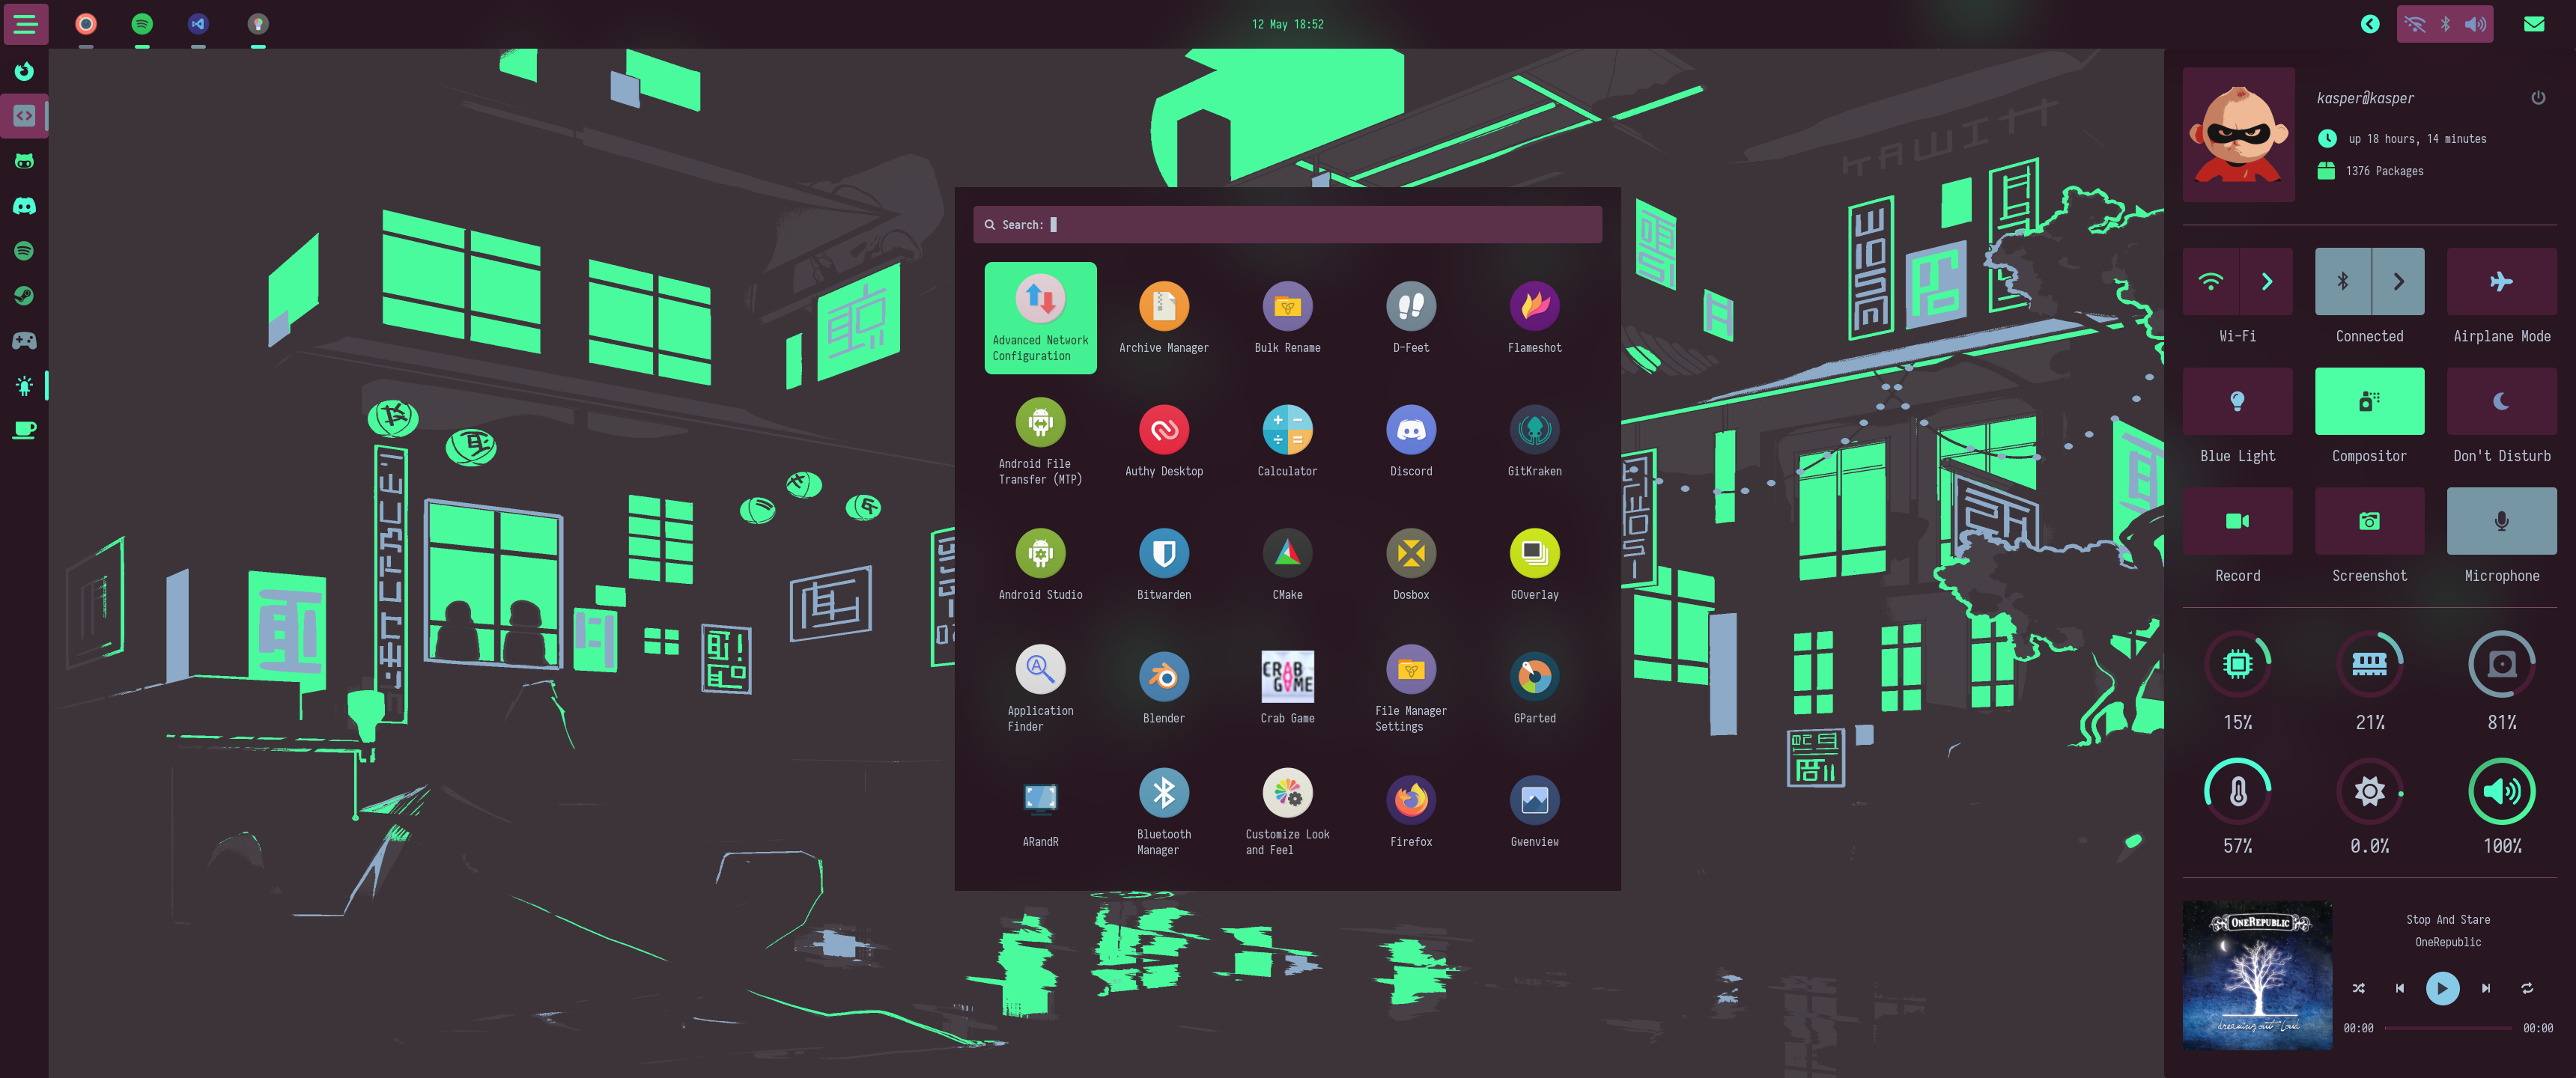 12 May 18:52
Search:
Advanced Network
Configuration
Archive Manager
Bulk Rename
D-Feet
Flameshot
Android File
Transfer (MTP)
Authy Desktop
Calculator
Discord
GitKraken
Android Studio
Bitwarden
CMake
Dosbox
GOverlay
Application
Finder
Blender
CRAB
GAME
Crab Game
File Manager
Settings
GParted
ARandR
Bluetooth
Manager
Customize Look
and Feel
Firefox
Gwenview
kasper@kasper
up 18 hours, 14 minutes
1376 Packages
Wi-Fi
Connected
Airplane Mode
Blue Light
Compositor
Don't Disturb
Record
Screenshot
Microphone
15%
21%
81%
57%
0.0%
100%
OneRepublic
dreaming out loud
Stop And Stare
OneRepublic
00:00
00:00